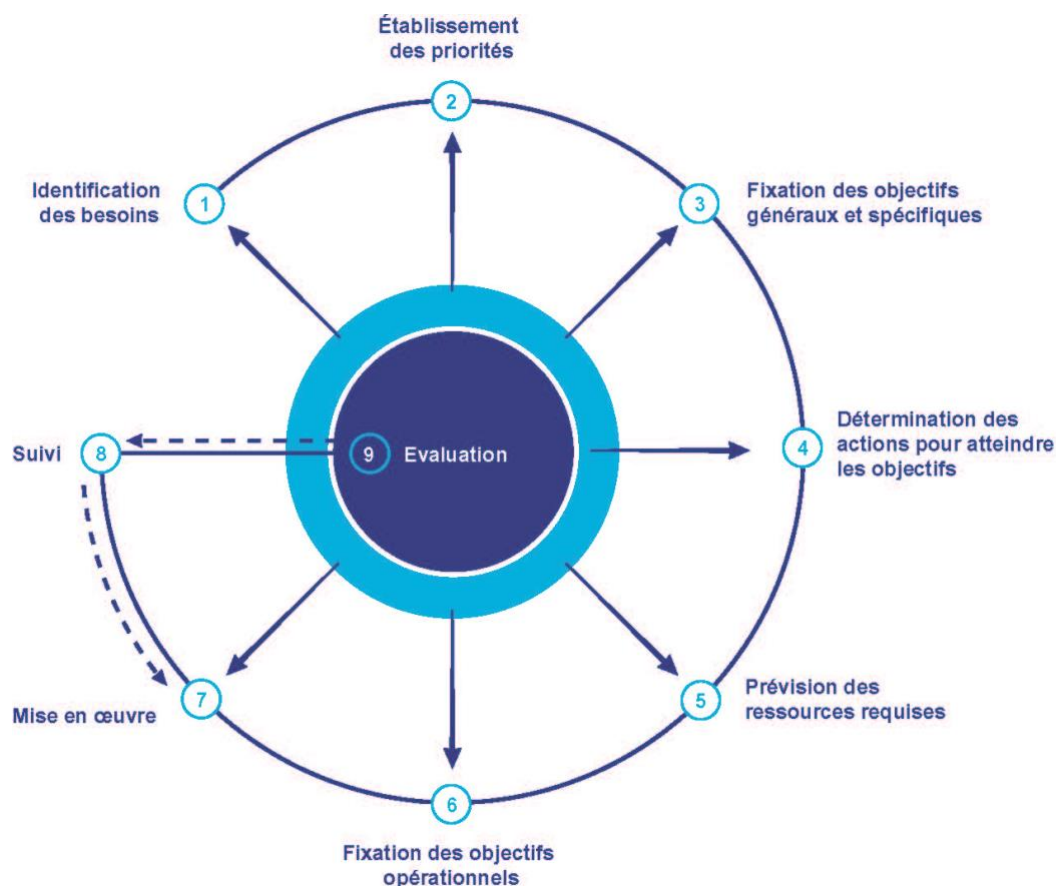 Établissement
des priorités
2
Identification
des besoins
1
3
Fixation des objectifs
généraux et spécifiques
Suivi
8
9
Evaluation
4
Détermination des
actions pour atteindre
les objectifs
Mise en œuvre
7
5
Prévision des
ressources requises
6
Fixation des objectifs
opérationnels